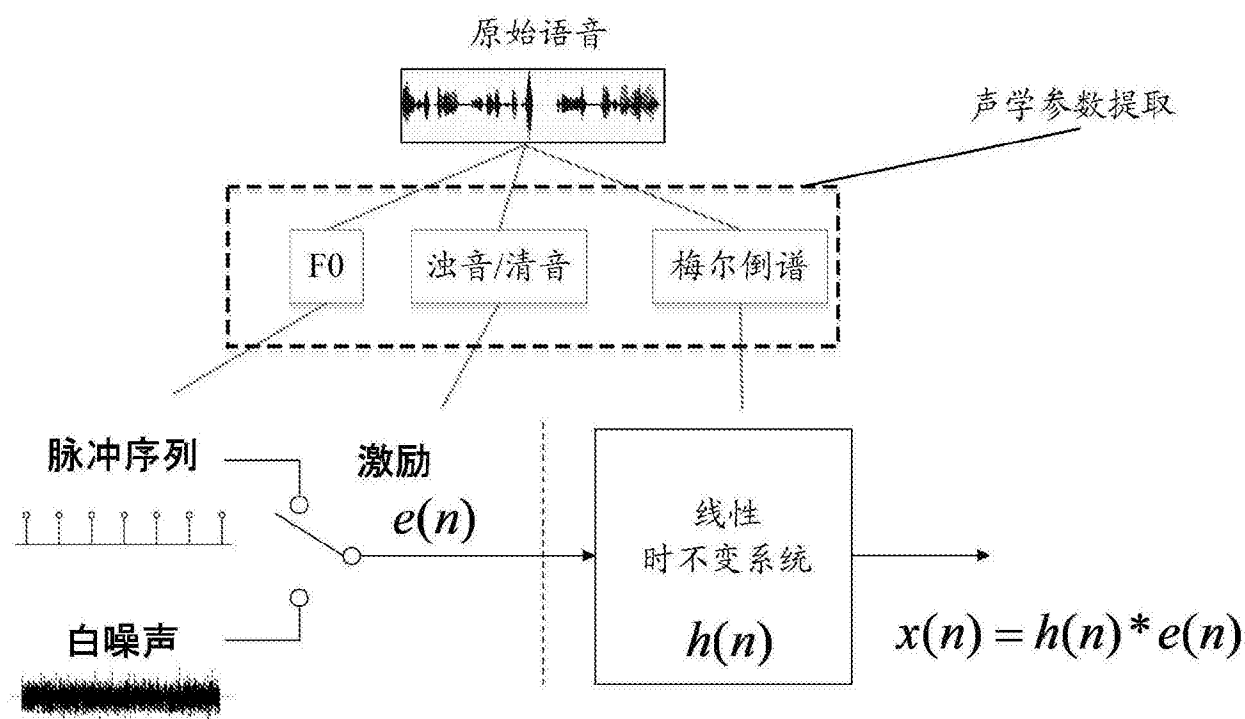 原始语音
声学参数提取
F0
浊音/清音
梅尔倒谱
脉冲序列
激励
e(n)
线性
时不变系统
h(n)
x(n) = h(n)* e(n)
白噪声